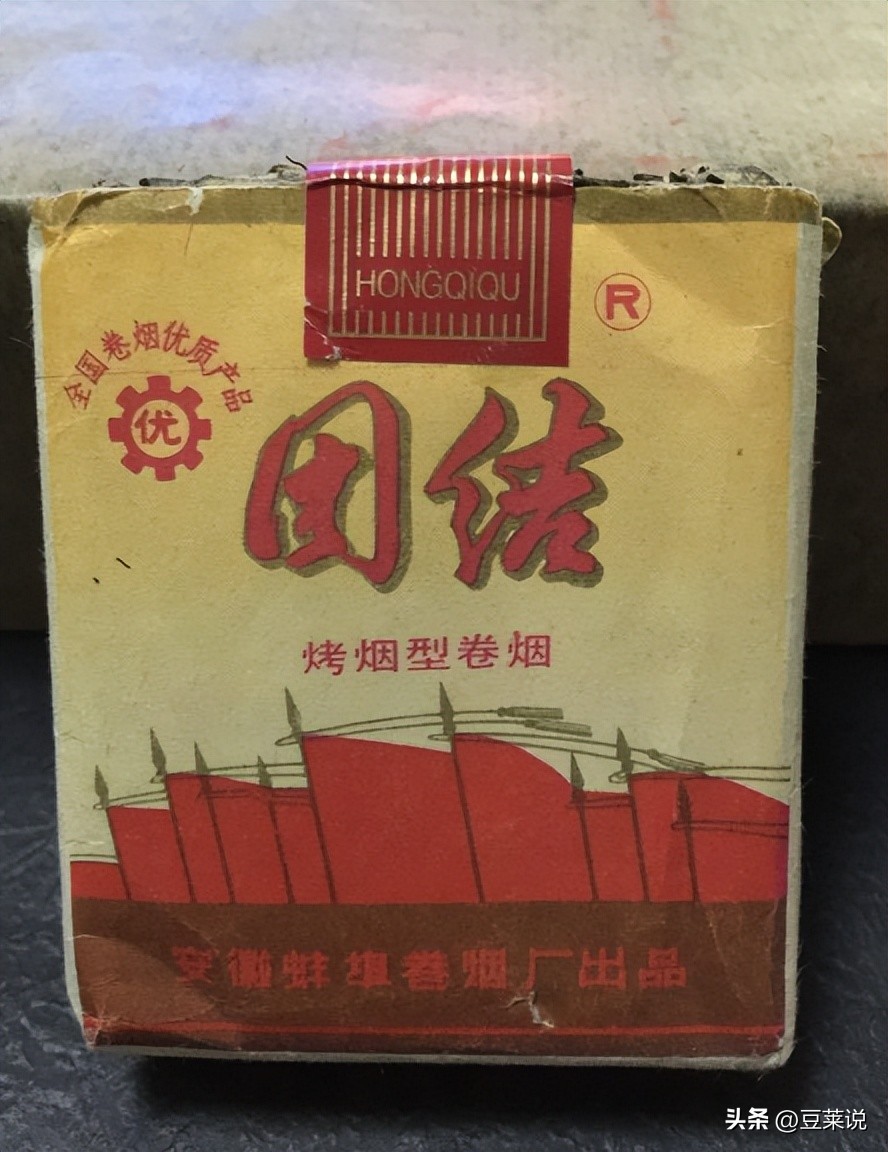 HONGQIQU
R
全国卷烟优质产品
优
团结
烤烟型卷烟
安徽蚌埠卷烟厂出品
头条 @豆荚说